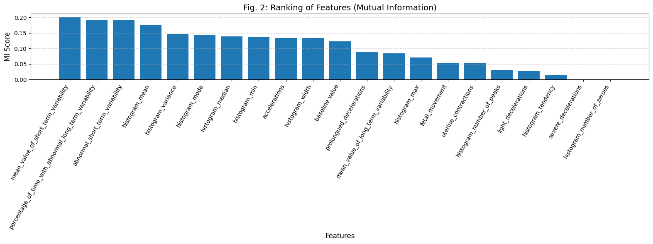 Fig. 2: Ranking of Features (Mutual Information)
MI Score
0.20
0.15
0.10
0.05
0.00
mean_value_of_short_term_variability
percentage_of_time_with_abnormal_long_term_variability
abnormal_short_term_variability
histogram_mean
histogram_variance
histogram_mode
histogram_median
histogram_min
accelerations
histogram_width
baseline value
prolongued_decelerations
mean_value_of_long_term_variability
histogram_max
fetal_movement
uterine_contractions
histogram_number_of_peaks
light_decelerations
histogram_tendency
severe_decelerations
histogram_number_of_zeroes
Features